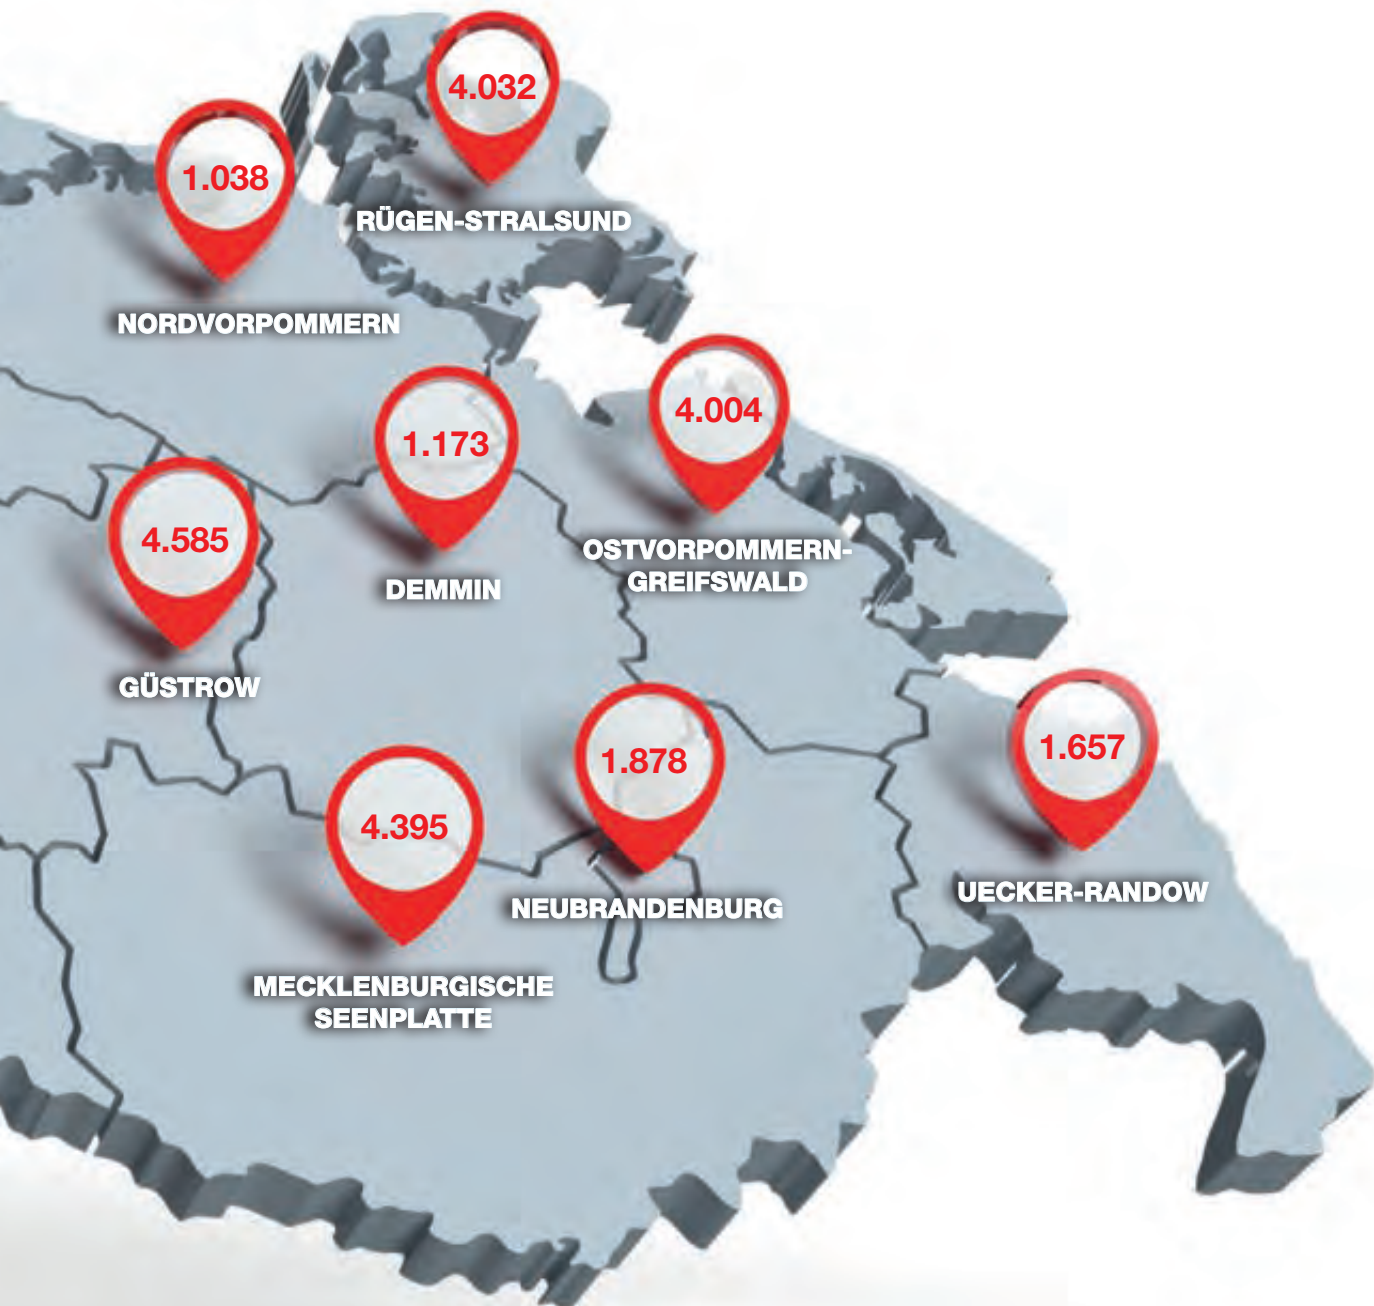 4.032
RÜGEN-STRALSUND
1.038
NORDVORPOMMERN
4.004
OSTVORPOMMERN-
GREIFSWALD
1.173
DEMMIN
4.585
GÜSTROW
1.878
NEUBRANDENBURG
1.657
UECKER-RANDOW
4.395
MECKLENBURGISCHE
SEENPLATTE